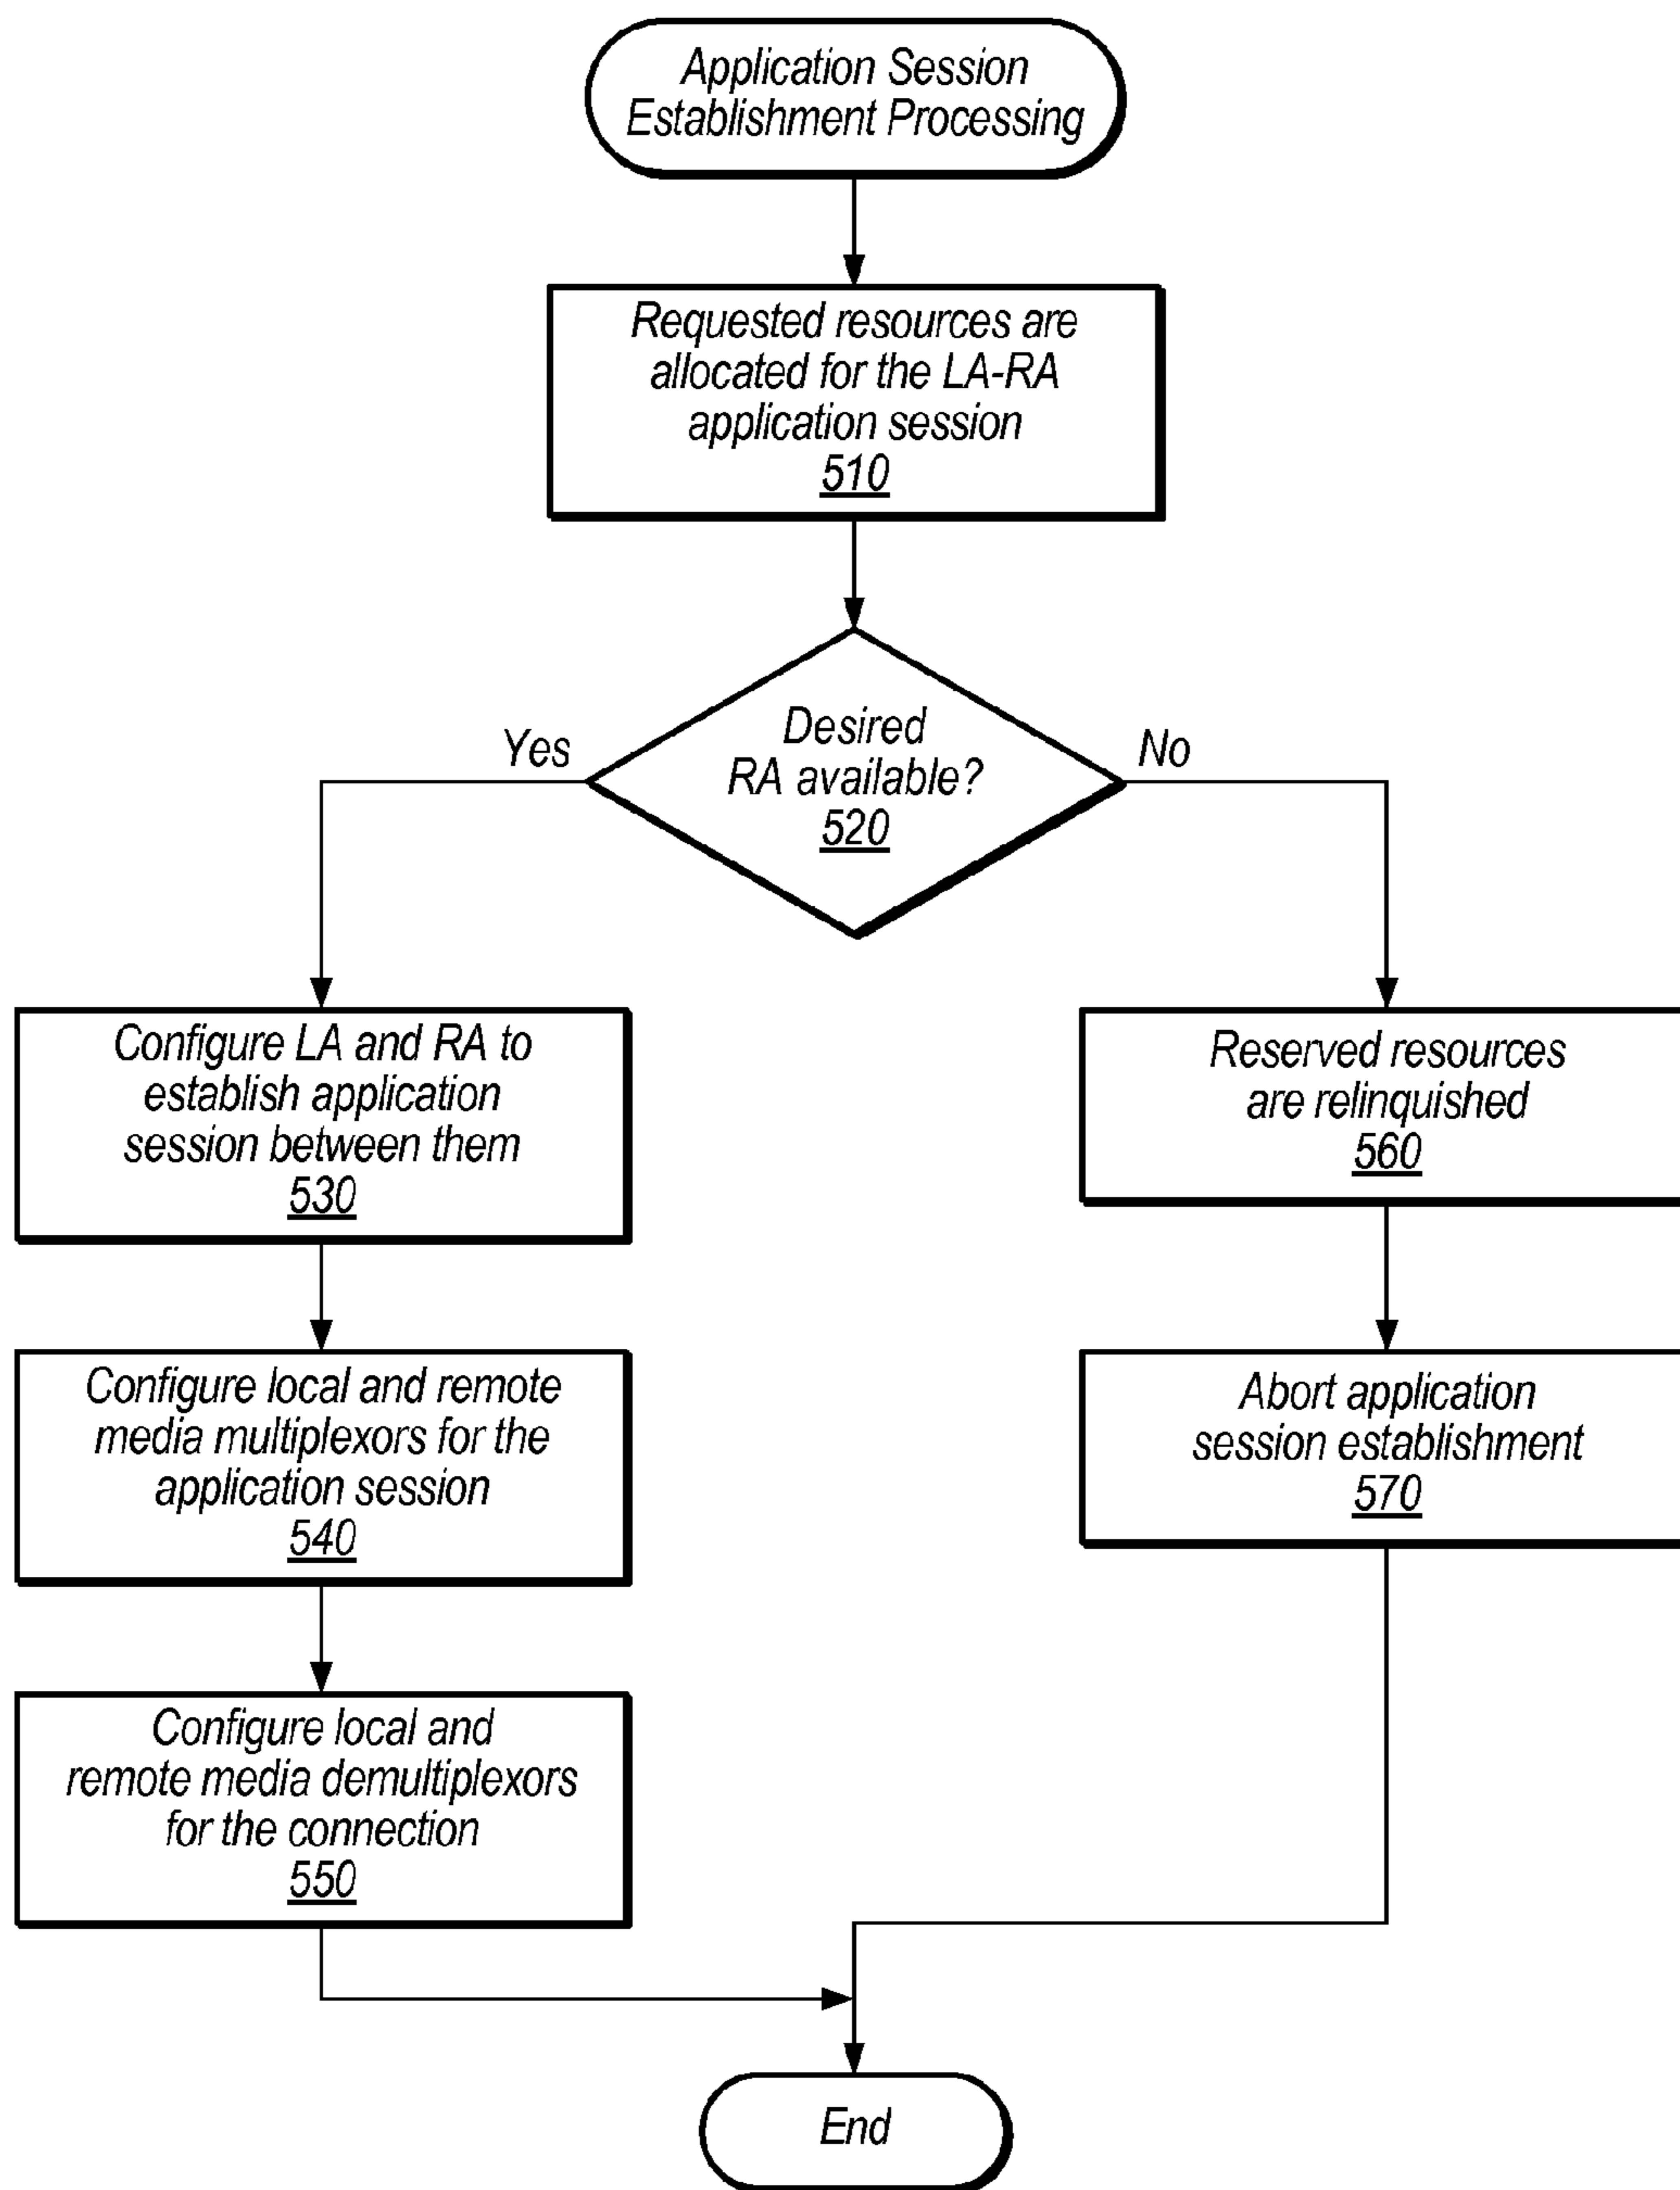 Application Session
Establishment Processing
Requested resources are
allocated for the LA-RA
application session
510
Desired
RA available?
520
Yes
No
Configure LA and RA to
establish application
session between them
530
Configure local and remote
media multiplexors for the
application session
540
Configure local and
remote media demultiplexors
for the connection
550
Reserved resources
are relinquished
560
Abort application
session establishment
570
End